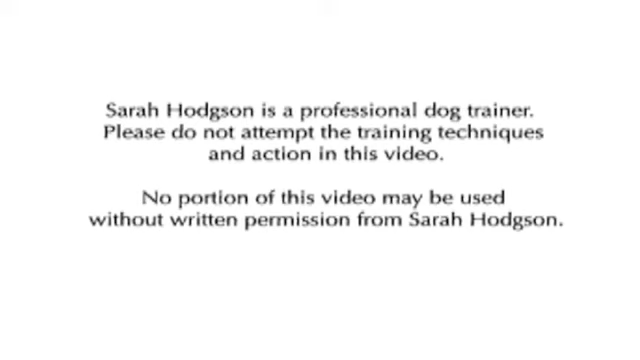 Sarah Hodgson is a professional dog trainer.
Please do not attempt the training techniques
and action in this video.
No portion of this video may be used
without written permission from Sarah Hodgson.